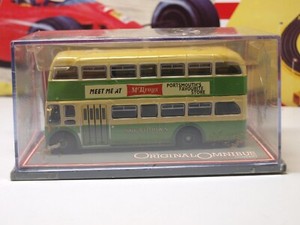 MEET ME AT
McIlroys
PORTSMOUTH'S
FAVOURITE
STORE
ORIGINAL OMNIBUS